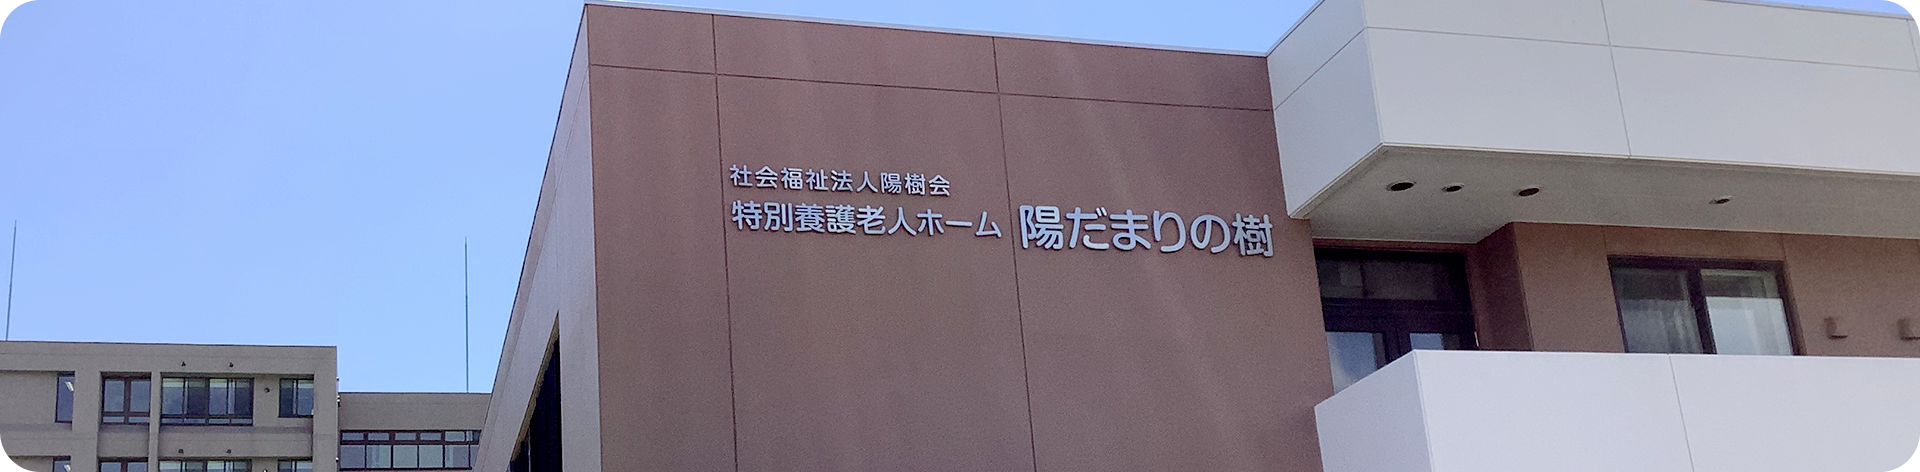 社会福祉法人陽樹会
特別養護老人ホーム 陽だまりの樹